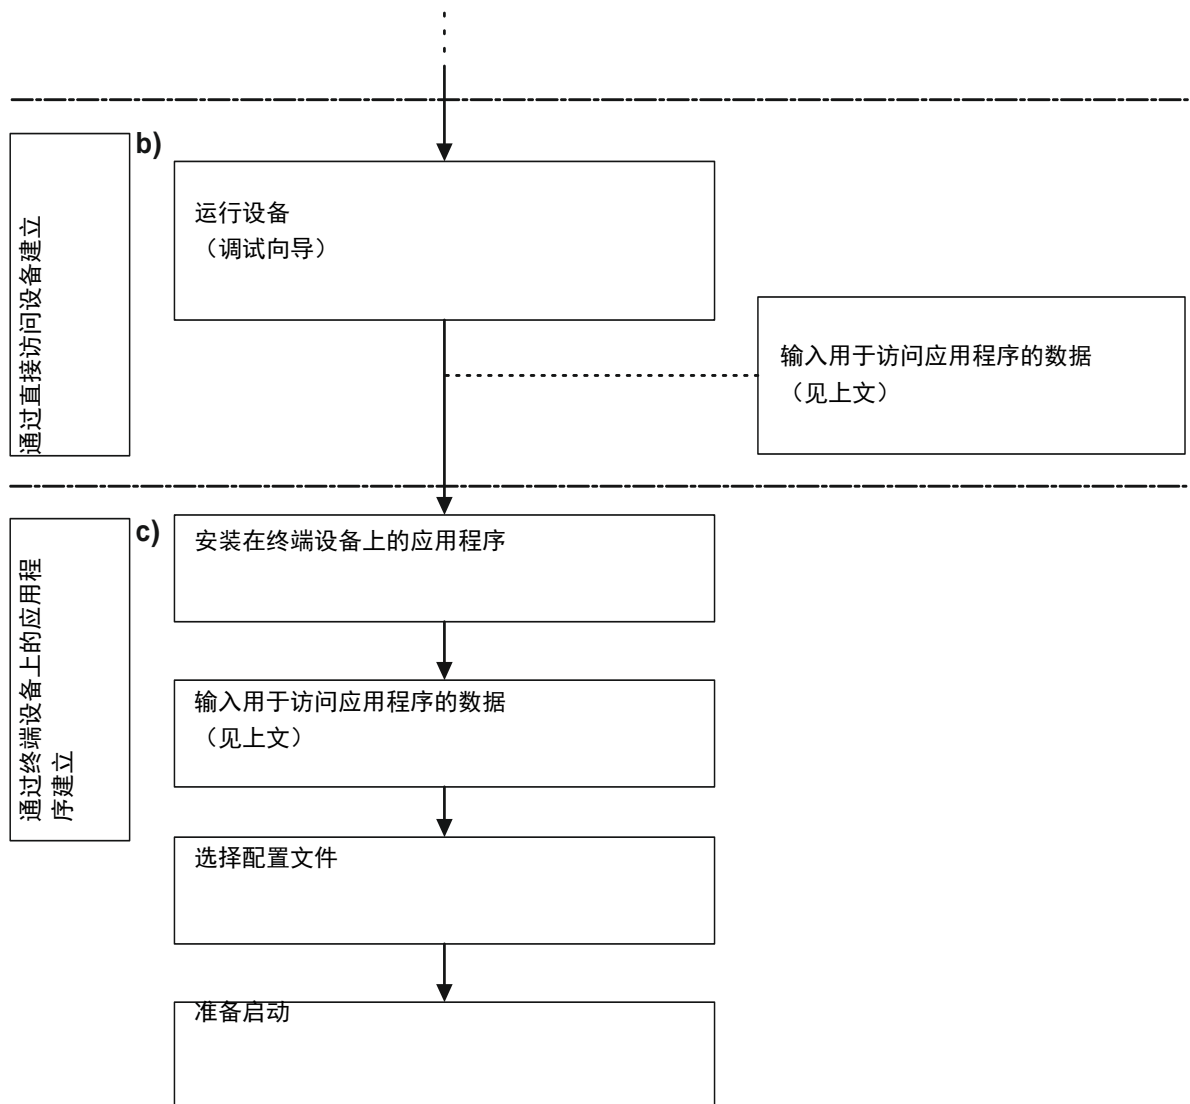 b)
通过直接访问设备建立
运行设备
（调试向导）
输入用于访问应用程序的数据
（见上文）
c)
通过终端设备上的应用程
序建立
安装在终端设备上的应用程序
输入用于访问应用程序的数据
（见上文）
选择配置文件
准备启动